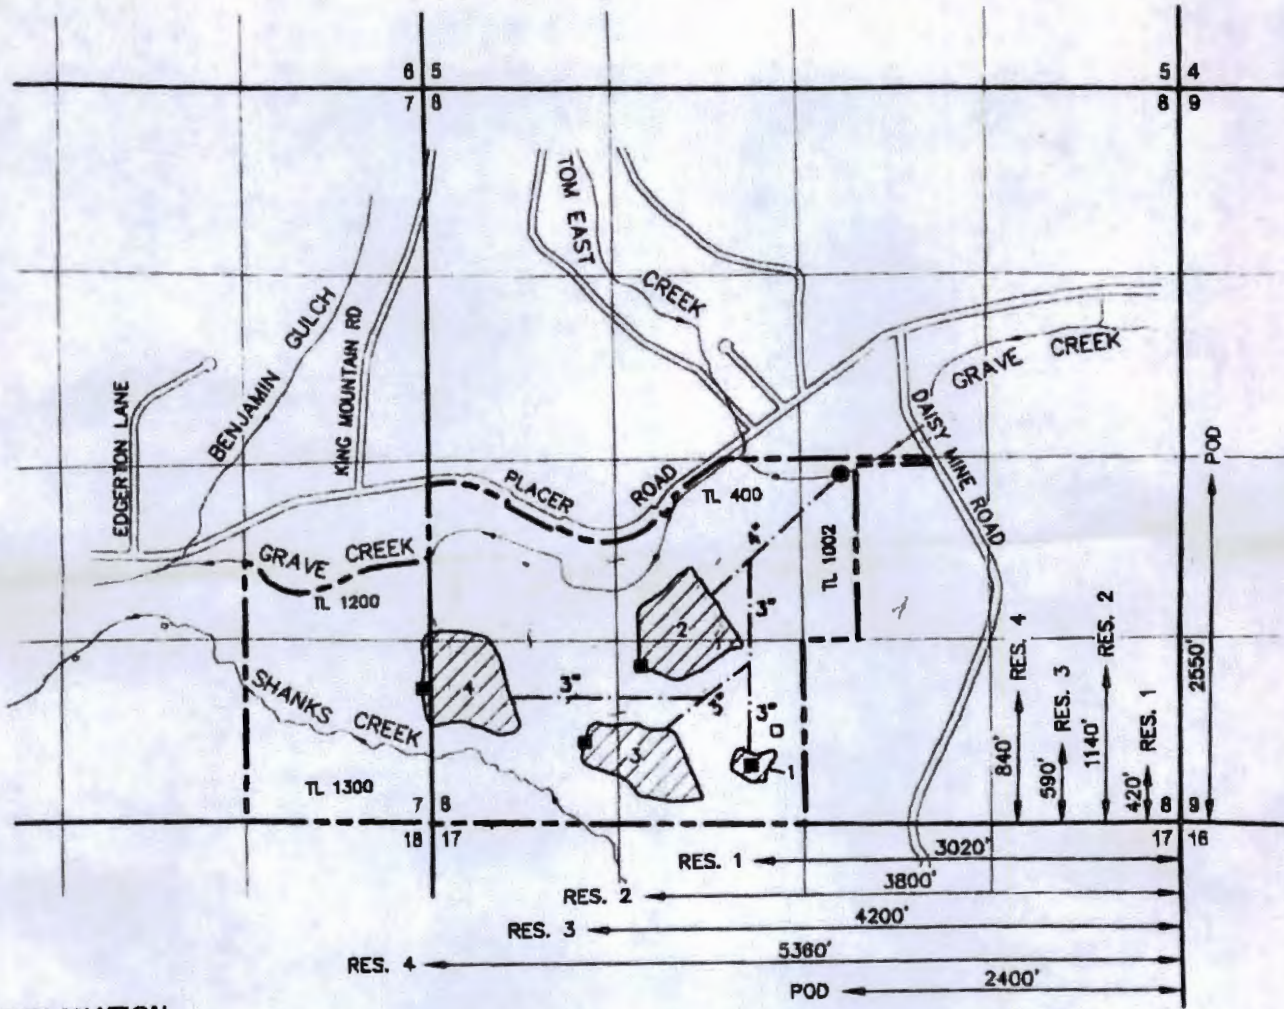 6 5
7 8
5 4
8 9
TOM EAST
CREEK
BENJAMIN GULCH
KING MOUNTAIN RD
EDGERTON LANE
GRAVE CREEK
DAISY MINE ROAD
POD
PLACER ROAD
TL 400
GRAVE CREEK
TL 1200
4"
TL 1002
3"
2
SHANKS CREEK
4
3"
3"
3"
3
1
TL 1300
7 8
18 17
840' RES. 4
590' RES. 3
1140' RES. 2
420' RES. 1
2550'
8 9
17 16
RES. 1 3020'
RES. 2 3800'
RES. 3 4200'
RES. 4 5360'
POD 2400'